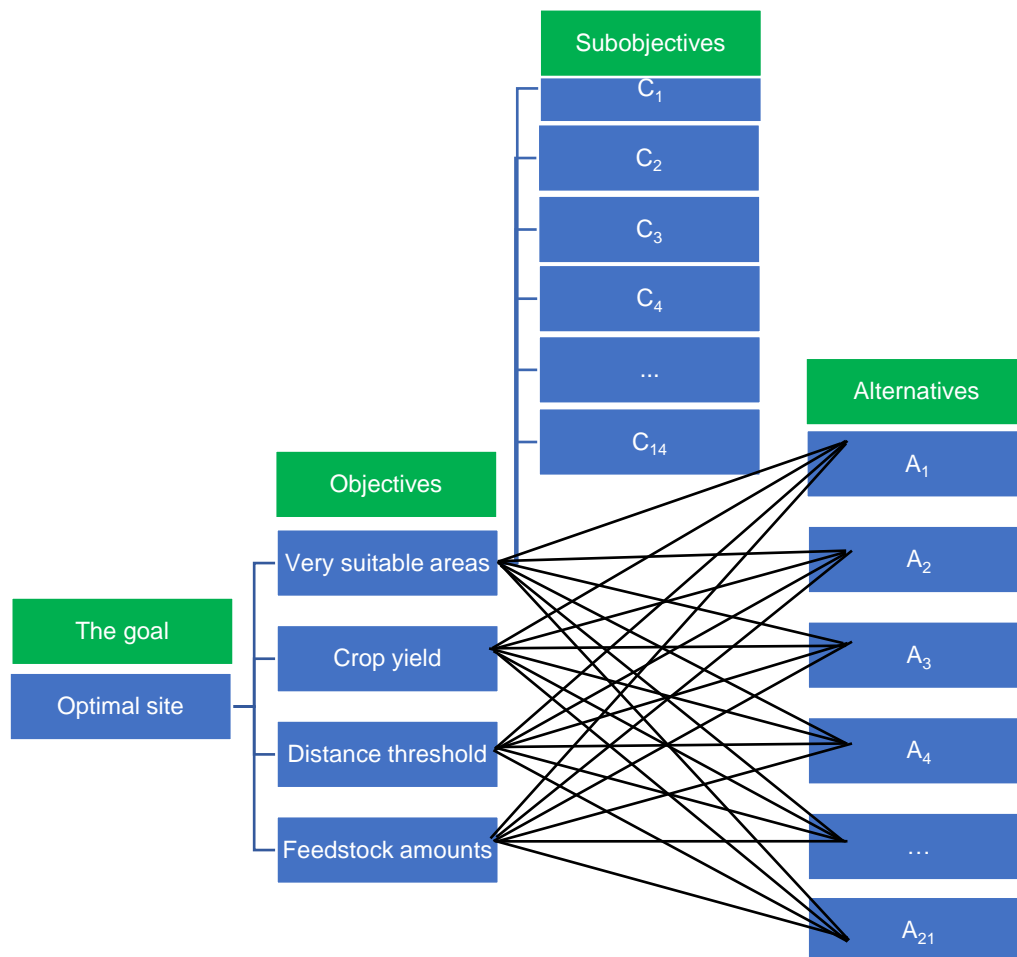 Subobjectives
C₁
C₂
C₃
C₄
...
C₁₄
Alternatives
A₁
A₂
A₃
A₄
...
A₂₁
Objectives
Very suitable areas
Crop yield
Distance threshold
Feedstock amounts
The goal
Optimal site